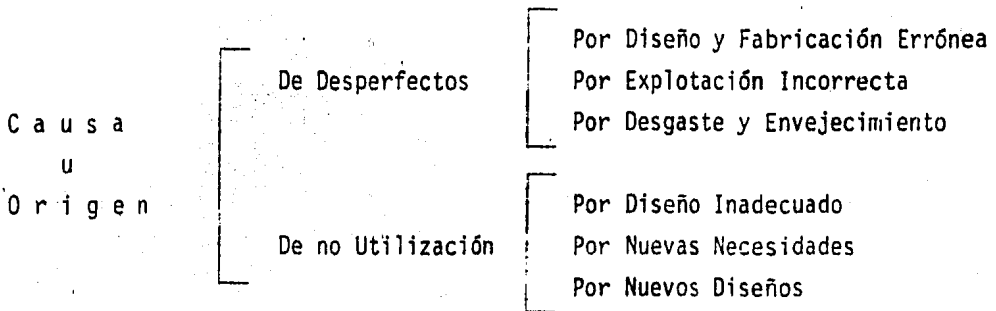 Causa
u
Origen
De Desperfectos
Por Diseño y Fabricación Errónea
Por Explotación Incorrecta
Por Desgaste y Envejecimiento
De no Utilización
Por Diseño Inadecuado
Por Nuevas Necesidades
Por Nuevos Diseños